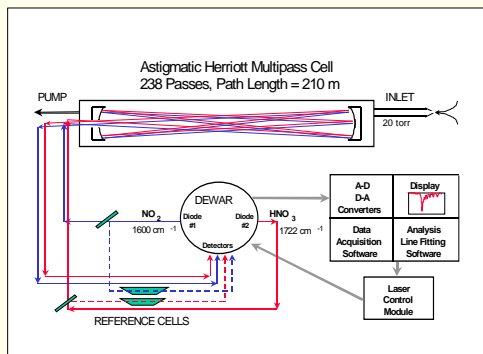 Astigmatic Herriott Multipass Cell
238 Passes, Path Length = 210 m
PUMP
INLET
20 torr
DEWAR
NO2
HNO3
Diode
#1
Diode
#2
1600 cm -1
1722 cm -1
Detectors
REFERENCE CELLS
A-D
D-A
Converters
Display
Data
Acquisition
Software
Analysis
Line Fitting
Software
Laser
Control
Module